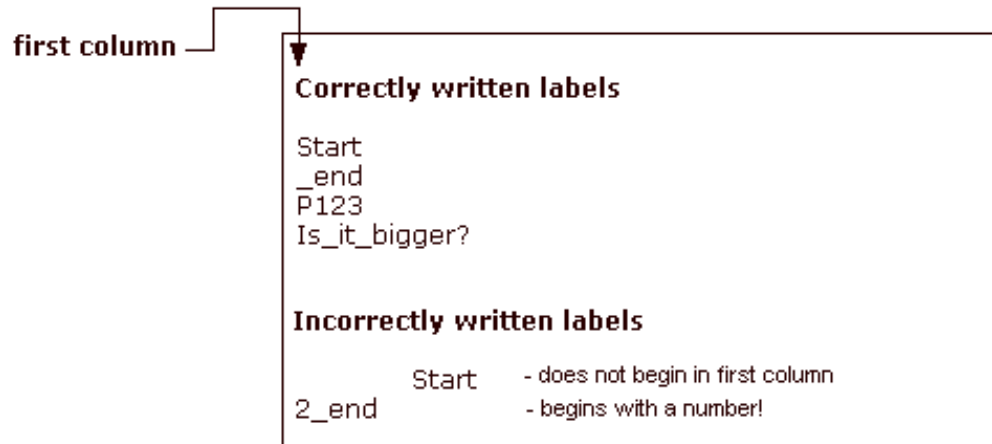 first column
Correctly written labels
Start
_end
P123
Is_it_bigger?
Incorrectly written labels
Start - does not begin in first column
2_end - begins with a number!